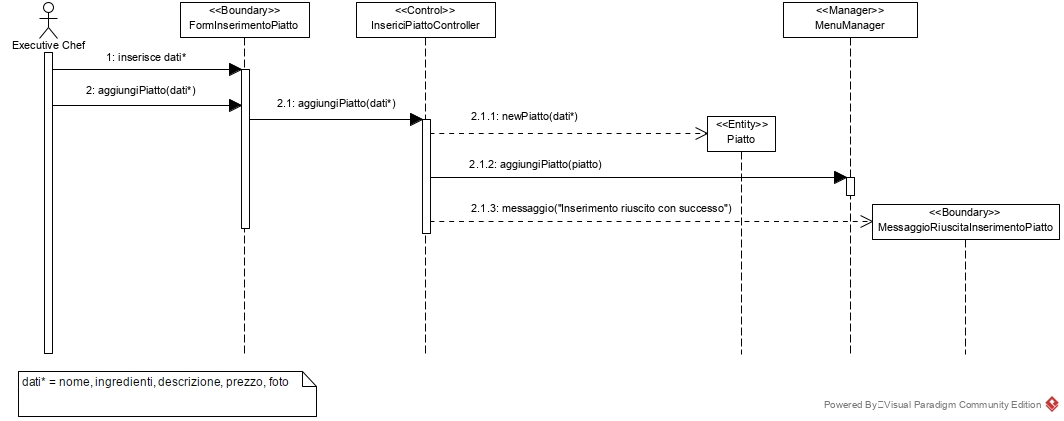 <<Boundary>>
FormInserimentoPiatto
<<Control>>
InsericiPiattoController
<<Manager>>
MenuManager
Executive Chef
1: inserisce dati*
2: aggiungiPiatto(dati*)
2.1: aggiungiPiatto(dati*)
2.1.1: newPiatto(dati*)
<<Entity>>
Piatto
2.1.2: aggiungiPiatto(piatto)
2.1.3: messaggio("Inserimento riuscito con successo")
<<Boundary>>
MessaggioRiuscitaInserimentoPiatto
dati* = nome, ingredienti, descrizione, prezzo, foto
Powered By Visual Paradigm Community Edition